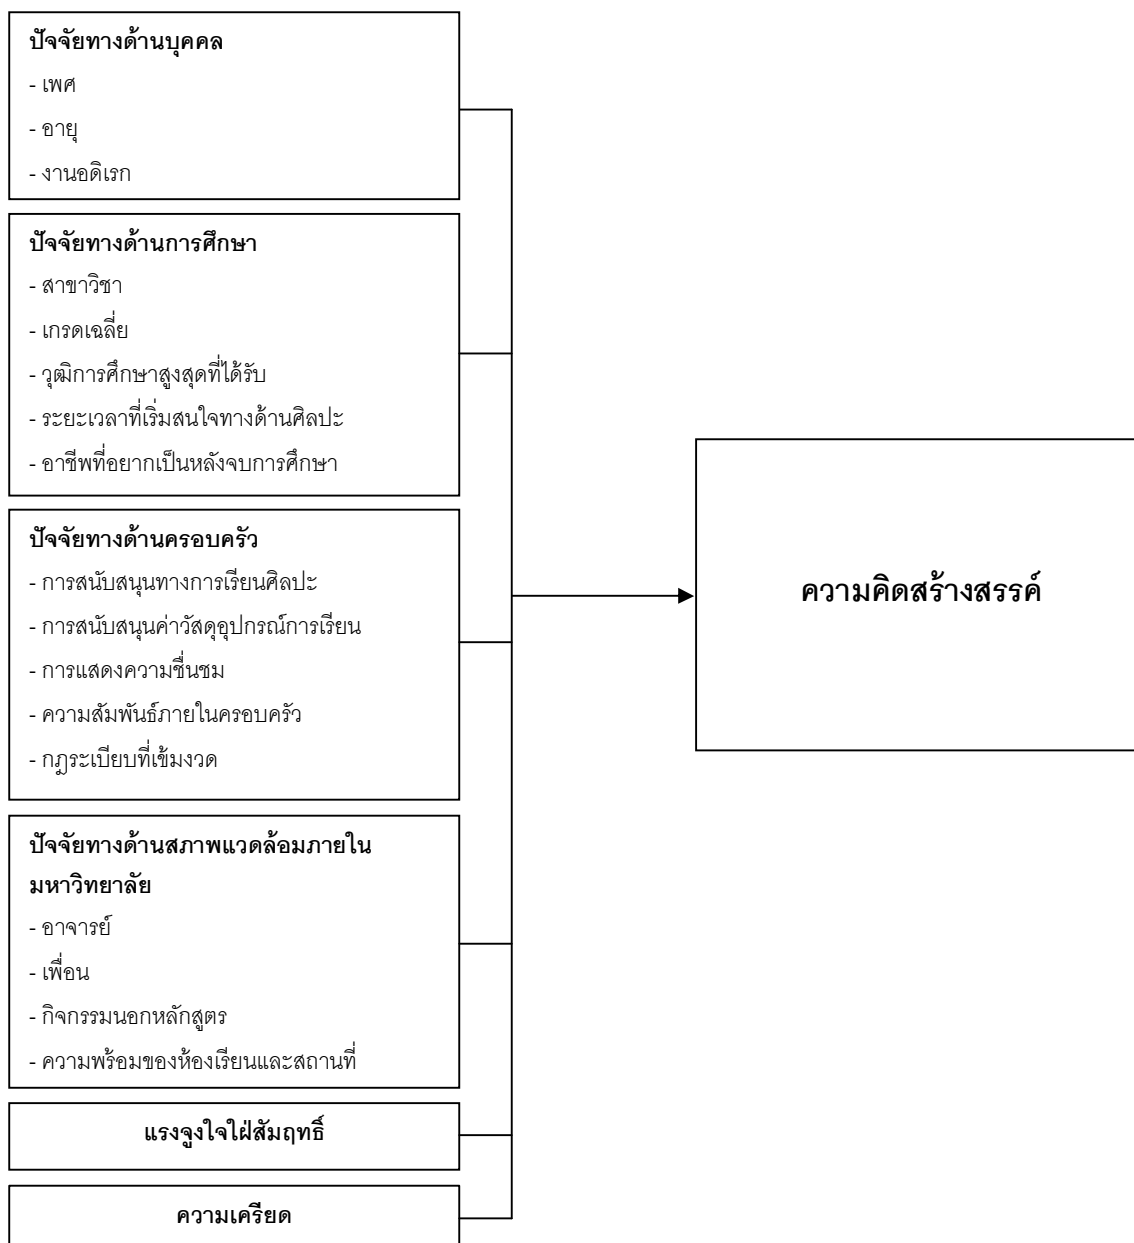 ปัจจัยทางด้านบุคคล
- เพศ
- อายุ
- งานอดิเรก
ปัจจัยทางด้านการศึกษา
- สาขาวิชา
- เกรดเฉลี่ย
- วุฒิการศึกษาสูงสุดที่ได้รับ
- ระยะเวลาที่เริ่มสนใจทางด้านศิลปะ
- อาชีพที่อยากเป็นหลังจบการศึกษา
ปัจจัยทางด้านครอบครัว
- การสนับสนุนทางการเรียนศิลปะ
- การสนับสนุนค่าวัสดุอุปกรณ์การเรียน
- การแสดงความชื่นชม
- ความสัมพันธ์ภายในครอบครัว
- กฎระเบียบที่เข้มงวด
ปัจจัยทางด้านสภาพแวดล้อมภายใน
มหาวิทยาลัย
- อาจารย์
- เพื่อน
- กิจกรรมนอกหลักสูตร
- ความพร้อมของห้องเรียนและสถานที่
แรงจูงใจใฝ่สัมฤทธิ์
ความเครียด
ความคิดสร้างสรรค์